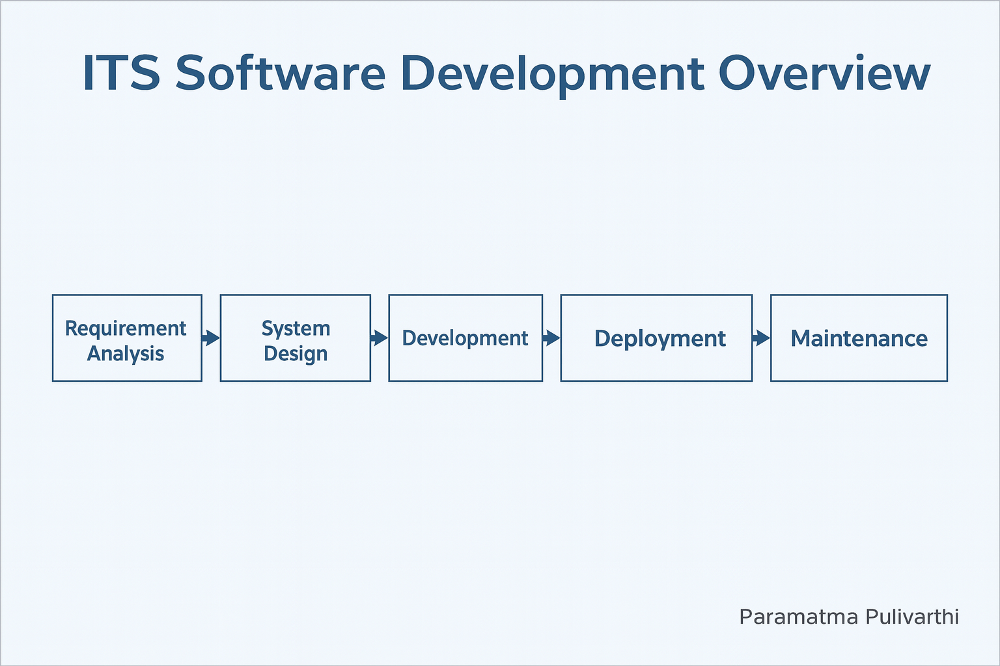 ITS Software Development Overview
Requirement
Analysis
System
Design
Development
Deployment
Maintenance
Paramatma Pulivarthi